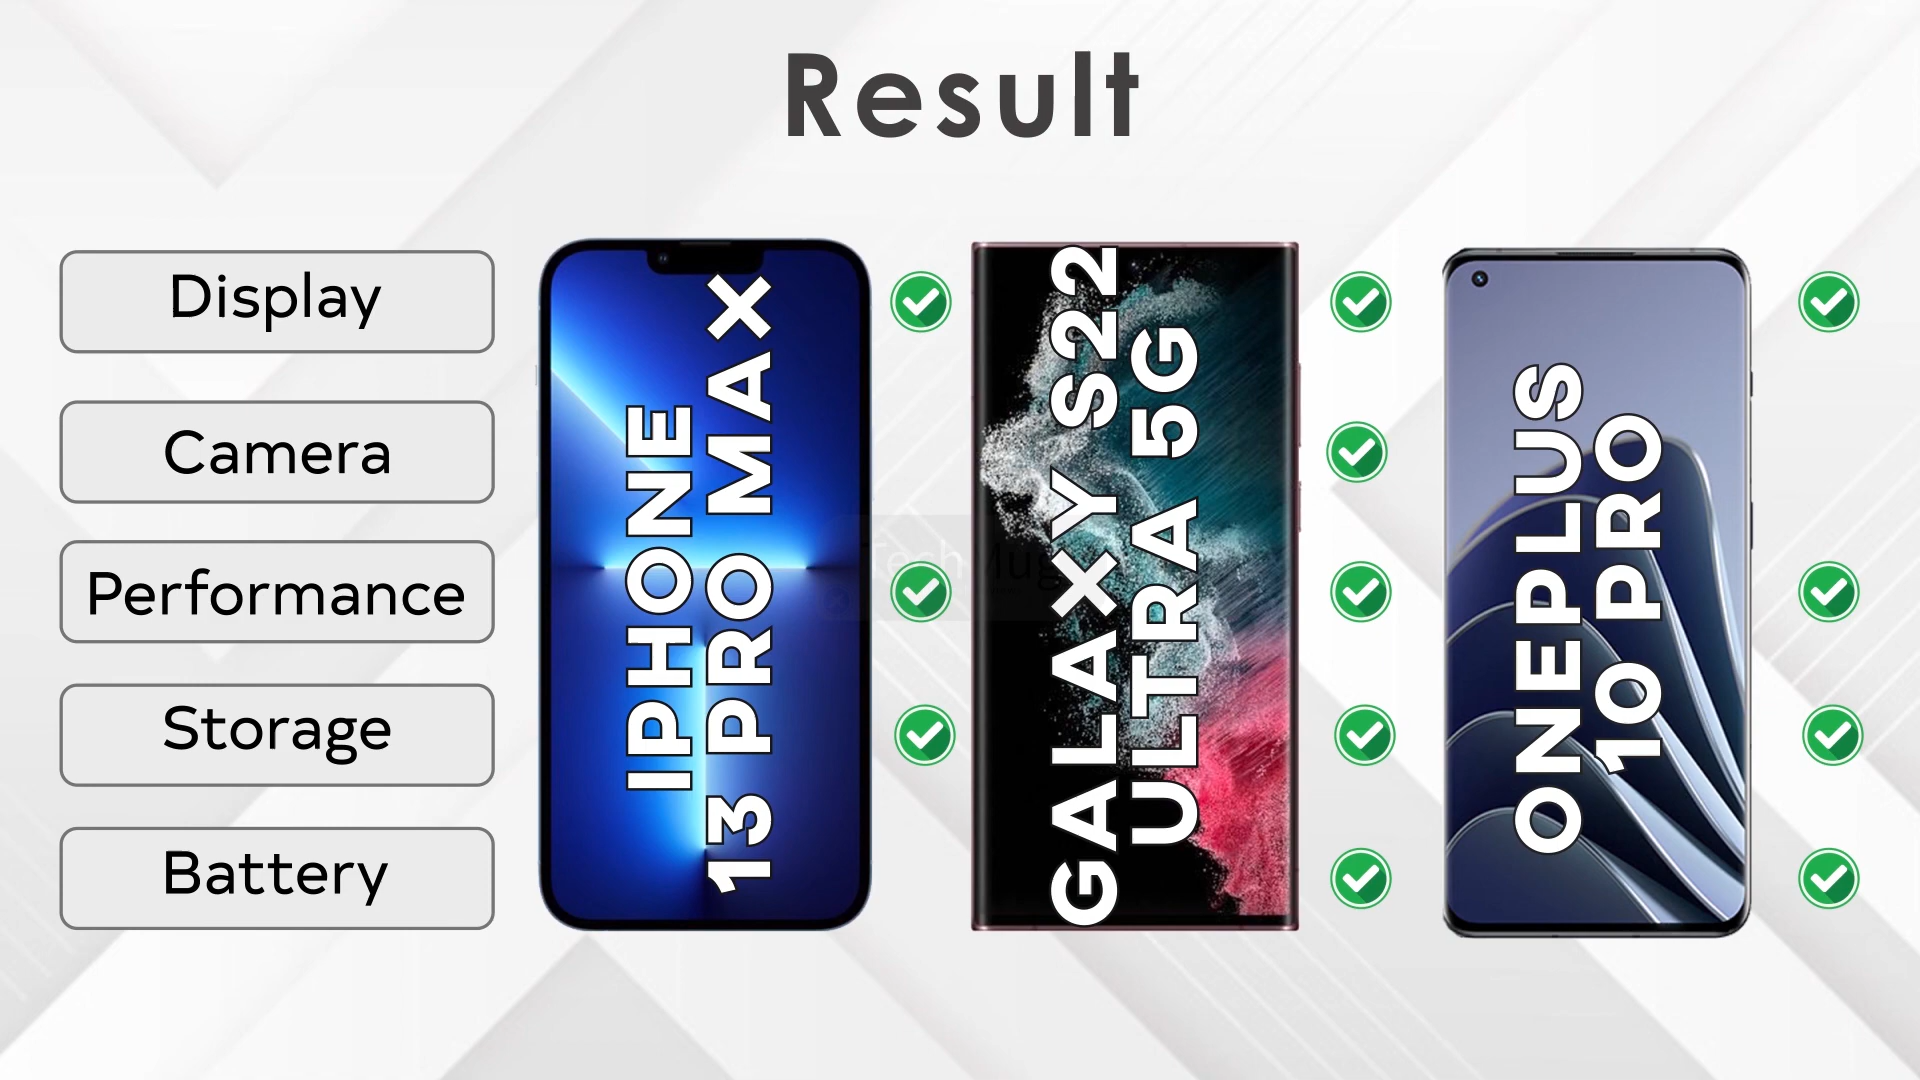 Result
Display
Camera
Performance
Storage
Battery
IPHONE
13 PRO MAX
GALAXY S22
ULTRA 5G
ONEPLUS
10 PRO